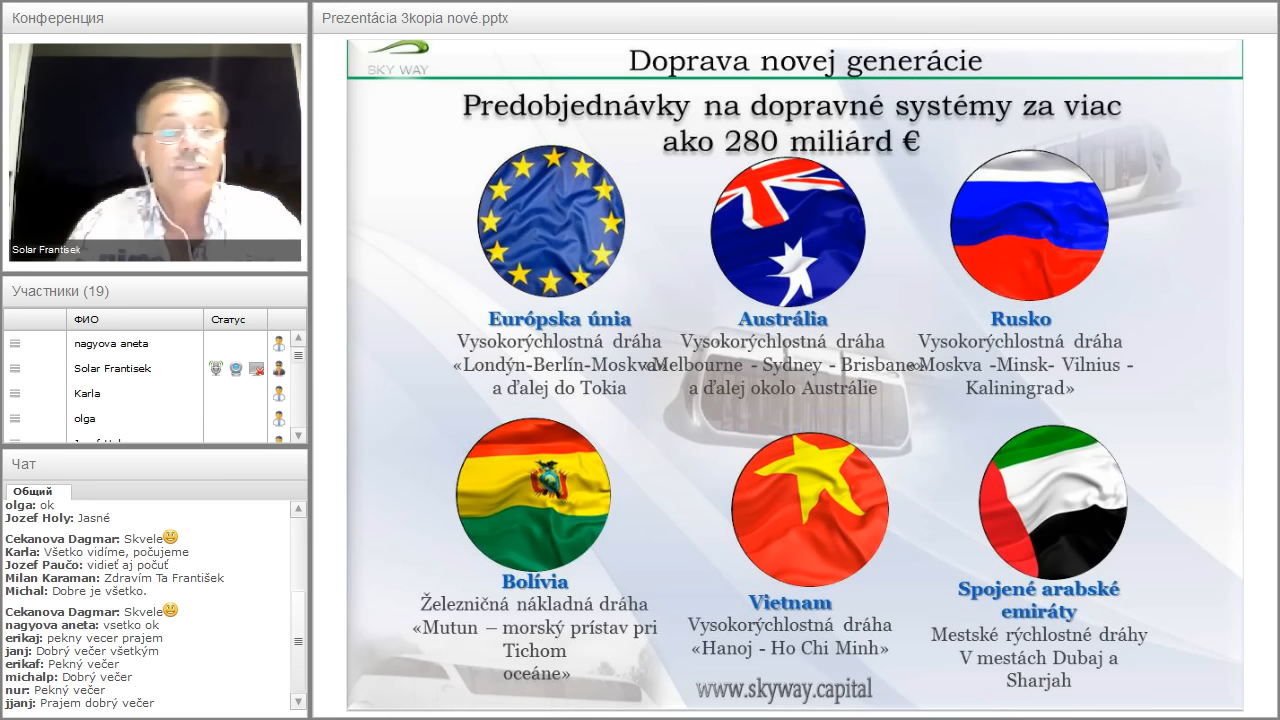 Конференция
Solar Frantisek
Участники (19)
ФИО
Статус
nagyova aneta
Solar Frantisek
Karla
olga
Чат
Общий
olga: ok
Jozef Holy: Jasné
Cekanova Dagmar: Skvele
Karla: Všetko vidíme, počujeme
Jozef Paučo: vidieť aj počuť
Milan Karaman: Zdravím Ta František
Michal: Dobre je všetko.
Cekanova Dagmar: Skvele
nagyova aneta: vsetko ok
erikaj: pekny vecer prajem
janj: Dobrý večer všetkým
erikaf: Pekný večer
michalp: Dobrý večer
nur: Pekný večer
jjanj: Prajem dobrý večer
Prezentácia 3kopia nové.pptx
SKY WAY
Doprava novej generácie
Predobjednávky na dopravné systémy za viac
ako 280 miliárd €
Európska únia
Vysokorýchlostná dráha
«Londýn-Berlín-Moskva»
a ďalej do Tokia
Austrália
Vysokorýchlostná dráha
«Melbourne - Sydney - Brisbane»
a ďalej okolo Austrálie
Rusko
Vysokorýchlostná dráha
«Moskva -Minsk- Vilnius -
Kaliningrad»
Bolívia
Železničná nákladná dráha
«Mutun – morský prístav pri
Tichom
oceáne»
Vietnam
Vysokorýchlostná dráha
«Hanoj - Ho Chi Minh»
Spojené arabské
emiráty
Mestské rýchlostné dráhy
V mestách Dubaj a
Sharjah
www.skyway.capital